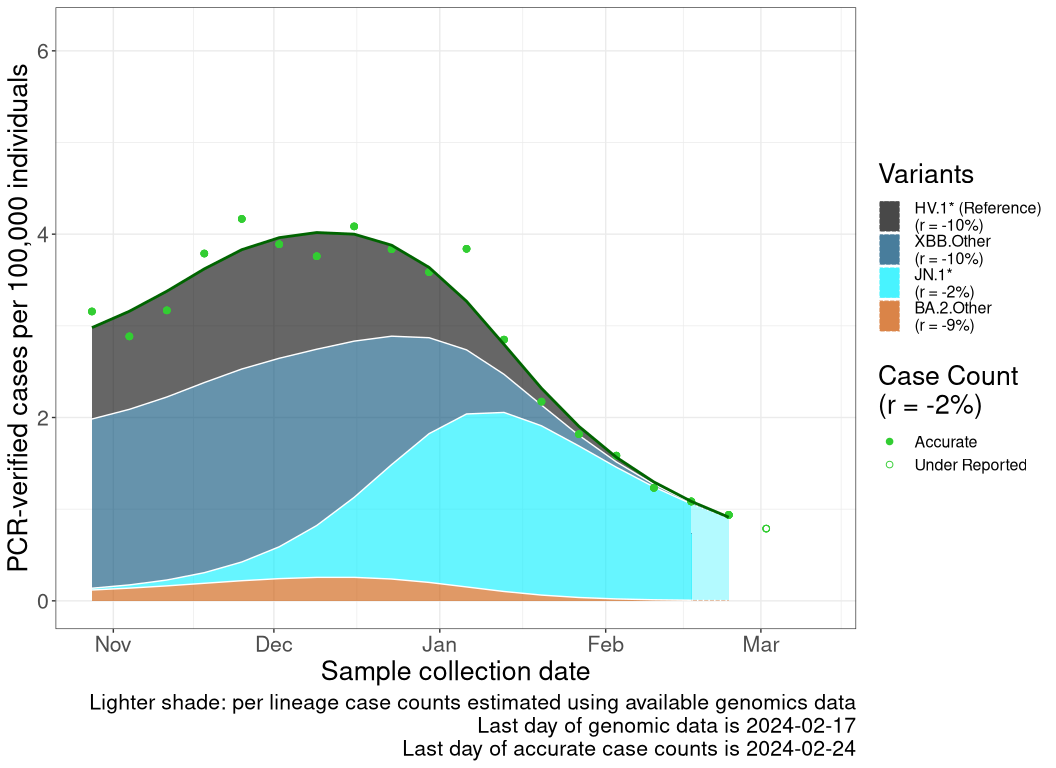 PCR-verified cases per 100,000 individuals
6
4
2
0
Nov
Dec
Jan
Feb
Mar
Sample collection date
Lighter shade: per lineage case counts estimated using available genomics data
Last day of genomic data is 2024-02-17
Last day of accurate case counts is 2024-02-24
Variants
HV.1* (Reference)
(r = -10%)
XBB.Other
(r = -10%)
JN.1*
(r = -2%)
BA.2.Other
(r = -9%)
Case Count
(r = -2%)
Accurate
Under Reported